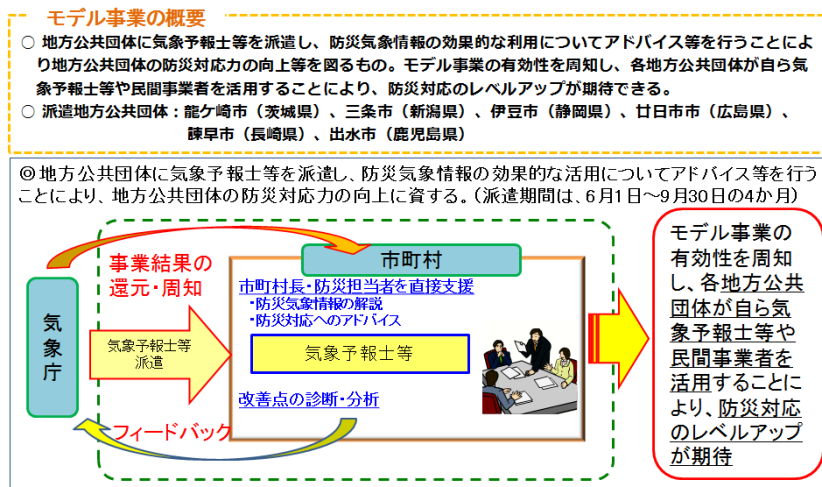 モデル事業の概要
○ 地方公共団体に気象予報士等を派遣し、防災気象情報の効果的な利用についてアドバイス等を行うことによ
り地方公共団体の防災対応力の向上等を図るもの。モデル事業の有効性を周知し、各地方公共団体が自ら気
象予報士等や民間事業者を活用することにより、防災対応のレベルアップが期待できる。
○ 派遣地方公共団体：龍ケ崎市（茨城県）、三条市（新潟県）、伊豆市（静岡県）、廿日市市（広島県）、
諫早市（長崎県）、出水市（鹿児島県）
◎地方公共団体に気象予報士等を派遣し、防災気象情報の効果的な活用についてアドバイス等を行う
ことにより、地方公共団体の防災対応力の向上に資する。（派遣期間は、6月1日～9月30日の4か月）
気象庁
事業結果の
還元・周知
気象予報士等
派遣
フィードバック
市町村
市町村長・防災担当者を直接支援
・防災気象情報の解説
・防災対応へのアドバイス
気象予報士等
改善点の診断・分析
モデル事業の
有効性を周知
し、各地方公共
団体が自ら気
象予報士等や
民間事業者を
活用することに
より、防災対応
のレベルアップ
が期待